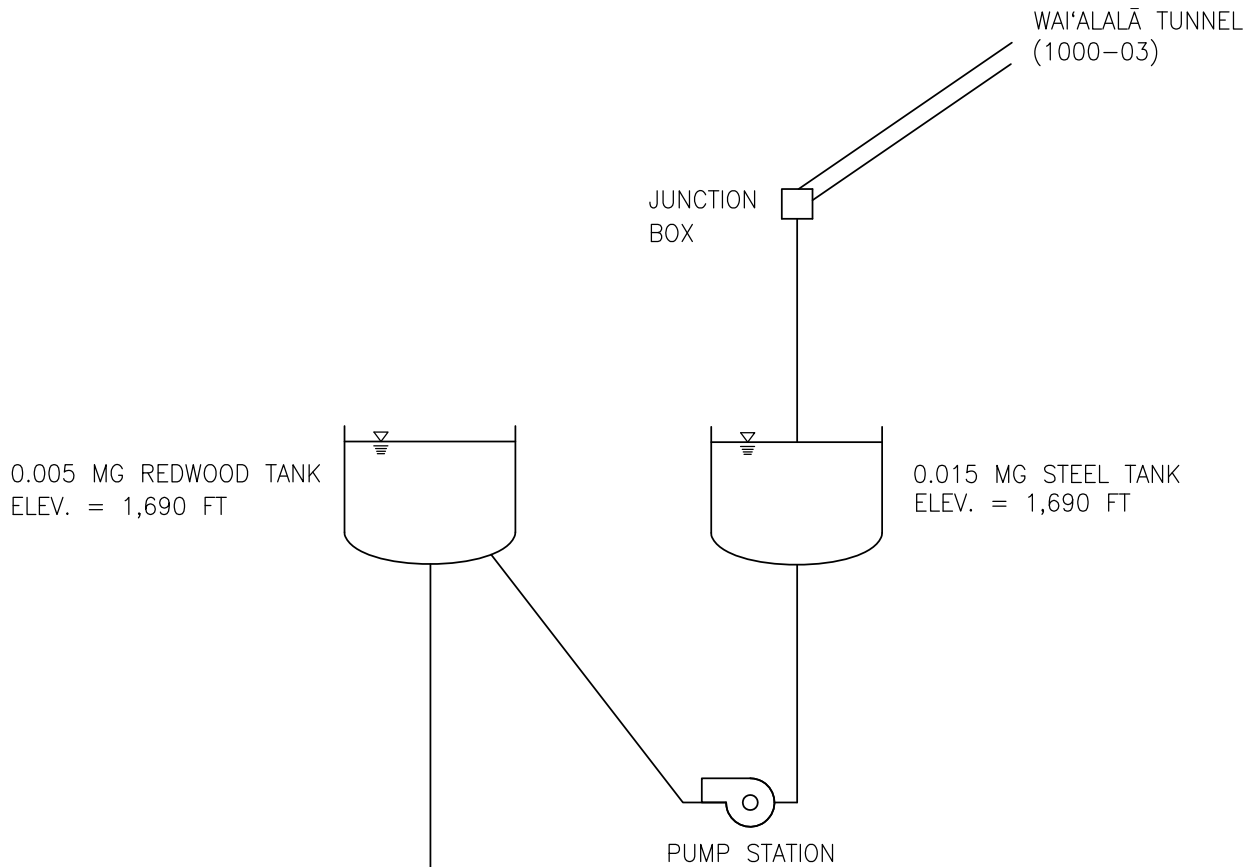 WAI‘ALALĀ TUNNEL
(1000-03)
JUNCTION
BOX
0.005 MG REDWOOD TANK
ELEV. = 1,690 FT
0.015 MG STEEL TANK
ELEV. = 1,690 FT
PUMP STATION